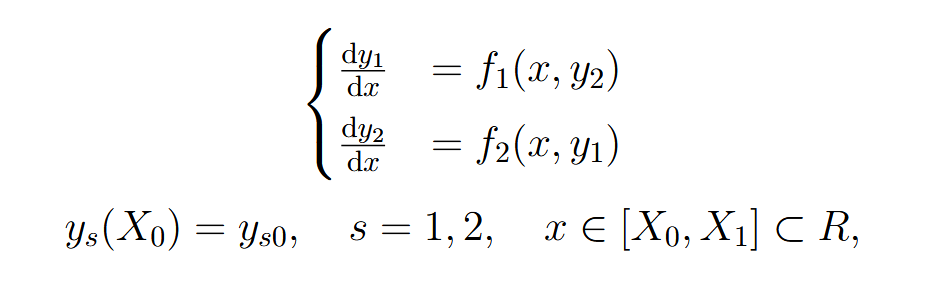 dy₁/dx = f₁(x, y₂)
dy₂/dx = f₂(x, y₁)
yₛ(X₀) = yₛ₀, s = 1, 2, x ∈ [X₀, X₁] ⊂ R,